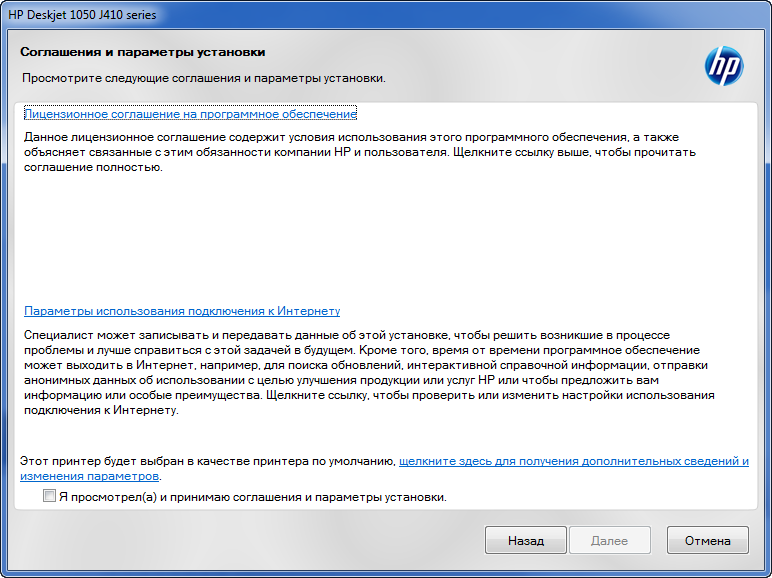 HP Deskjet 1050 J410 series
Соглашения и параметры установки
Просмотрите следующие соглашения и параметры установки.
hp
Лицензионное соглашение на программное обеспечение
Данное лицензионное соглашение содержит условия использования этого программного обеспечения, а также
объясняет связанные с этим обязанности компании HP и пользователя. Щелкните ссылку выше, чтобы прочитать
соглашение полностью.
Параметры использования подключения к Интернету
Специалист может записывать и передавать данные об этой установке, чтобы решить возникшие в процессе
проблемы и лучше справиться с этой задачей в будущем. Кроме того, время от времени программное обеспечение
может выходить в Интернет, например, для поиска обновлений, интерактивной справочной информации, отправки
анонимных данных об использовании с целью улучшения продукции или услуг HP или чтобы предложить вам
информацию или особые преимущества. Щелкните ссылку, чтобы проверить или изменить настройки использования
подключения к Интернету.
Этот принтер будет выбран в качестве принтера по умолчанию, щелкните здесь для получения дополнительных сведений и
изменения параметров.
Я просмотрел(а) и принимаю соглашения и параметры установки.
Назад Далее Отмена